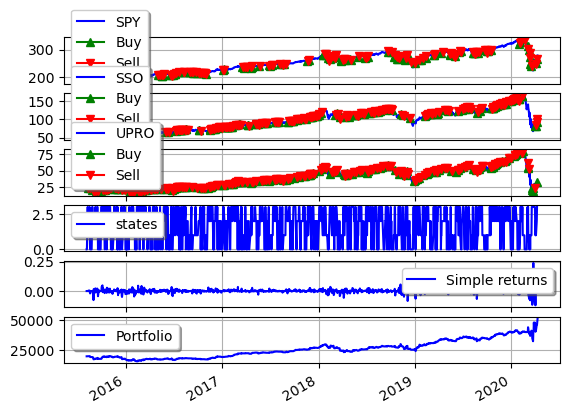 SPY
Buy
Sell
300
200
SSO
Buy
Sell
150
100
50
UPRO
Buy
Sell
75
50
25
states
2.5
0.0
Simple returns
0.25
0.00
Portfolio
50000
25000
2016 2017 2018 2019 2020